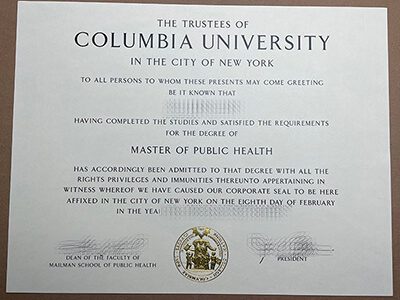 THE TRUSTEES OF
COLUMBIA UNIVERSITY
IN THE CITY OF NEW YORK
TO ALL PERSONS TO WHOM THESE PRESENTS MAY COME GREETING
BE IT KNOWN THAT
HAVING COMPLETED THE STUDIES AND SATISFIED THE REQUIREMENTS
FOR THE DEGREE OF
MASTER OF PUBLIC HEALTH
HAS ACCORDINGLY BEEN ADMITTED TO THAT DEGREE WITH ALL THE
RIGHTS PRIVILEGES AND IMMUNITIES THEREUNTO APPERTAINING IN
WITNESS WHEREOF WE HAVE CAUSED OUR CORPORATE SEAL TO BE HERE
AFFIXED IN THE CITY OF NEW YORK ON THE EIGHTH DAY OF FEBRUARY
IN THE YEA
DEAN OF THE FACULTY OF
MAILMAN SCHOOL OF PUBLIC HEALTH
PRESIDENT